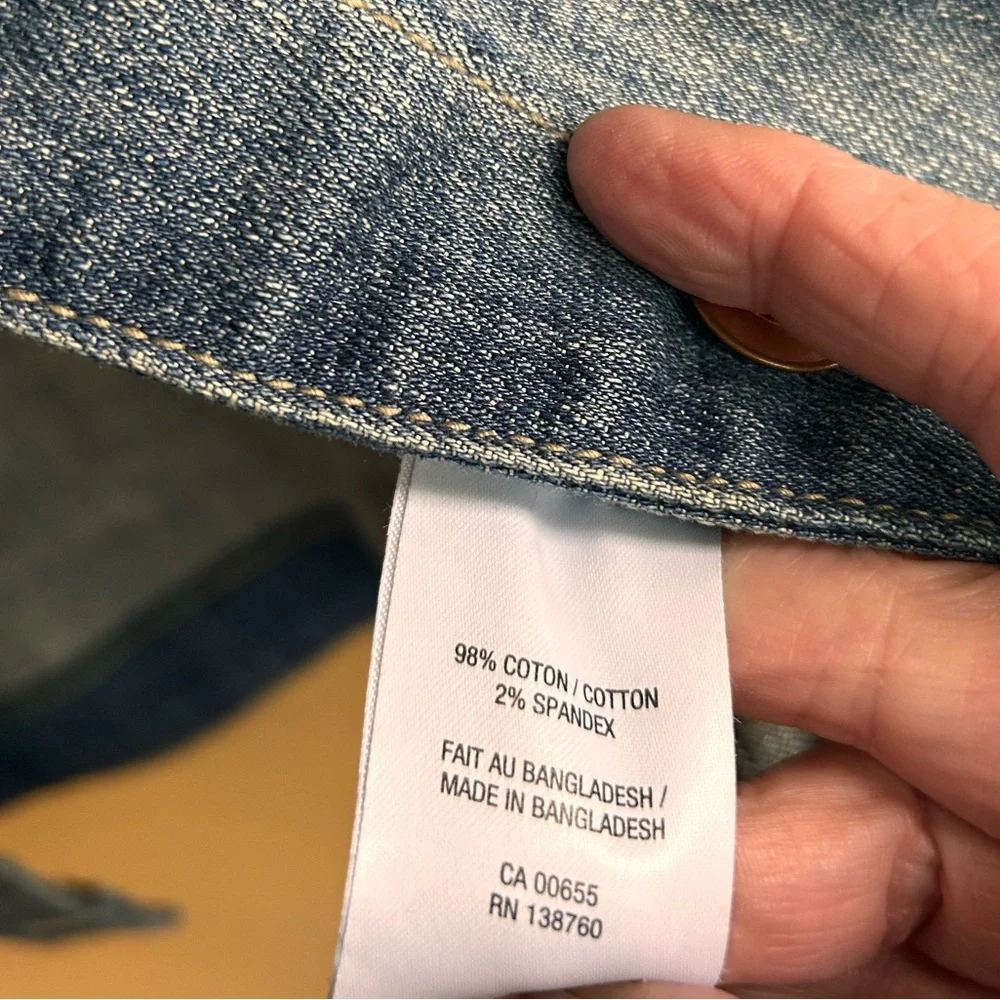 98% COTON / COTTON
2% SPANDEX
FAIT AU BANGLADESH /
MADE IN BANGLADESH
CA 00655
RN 138760